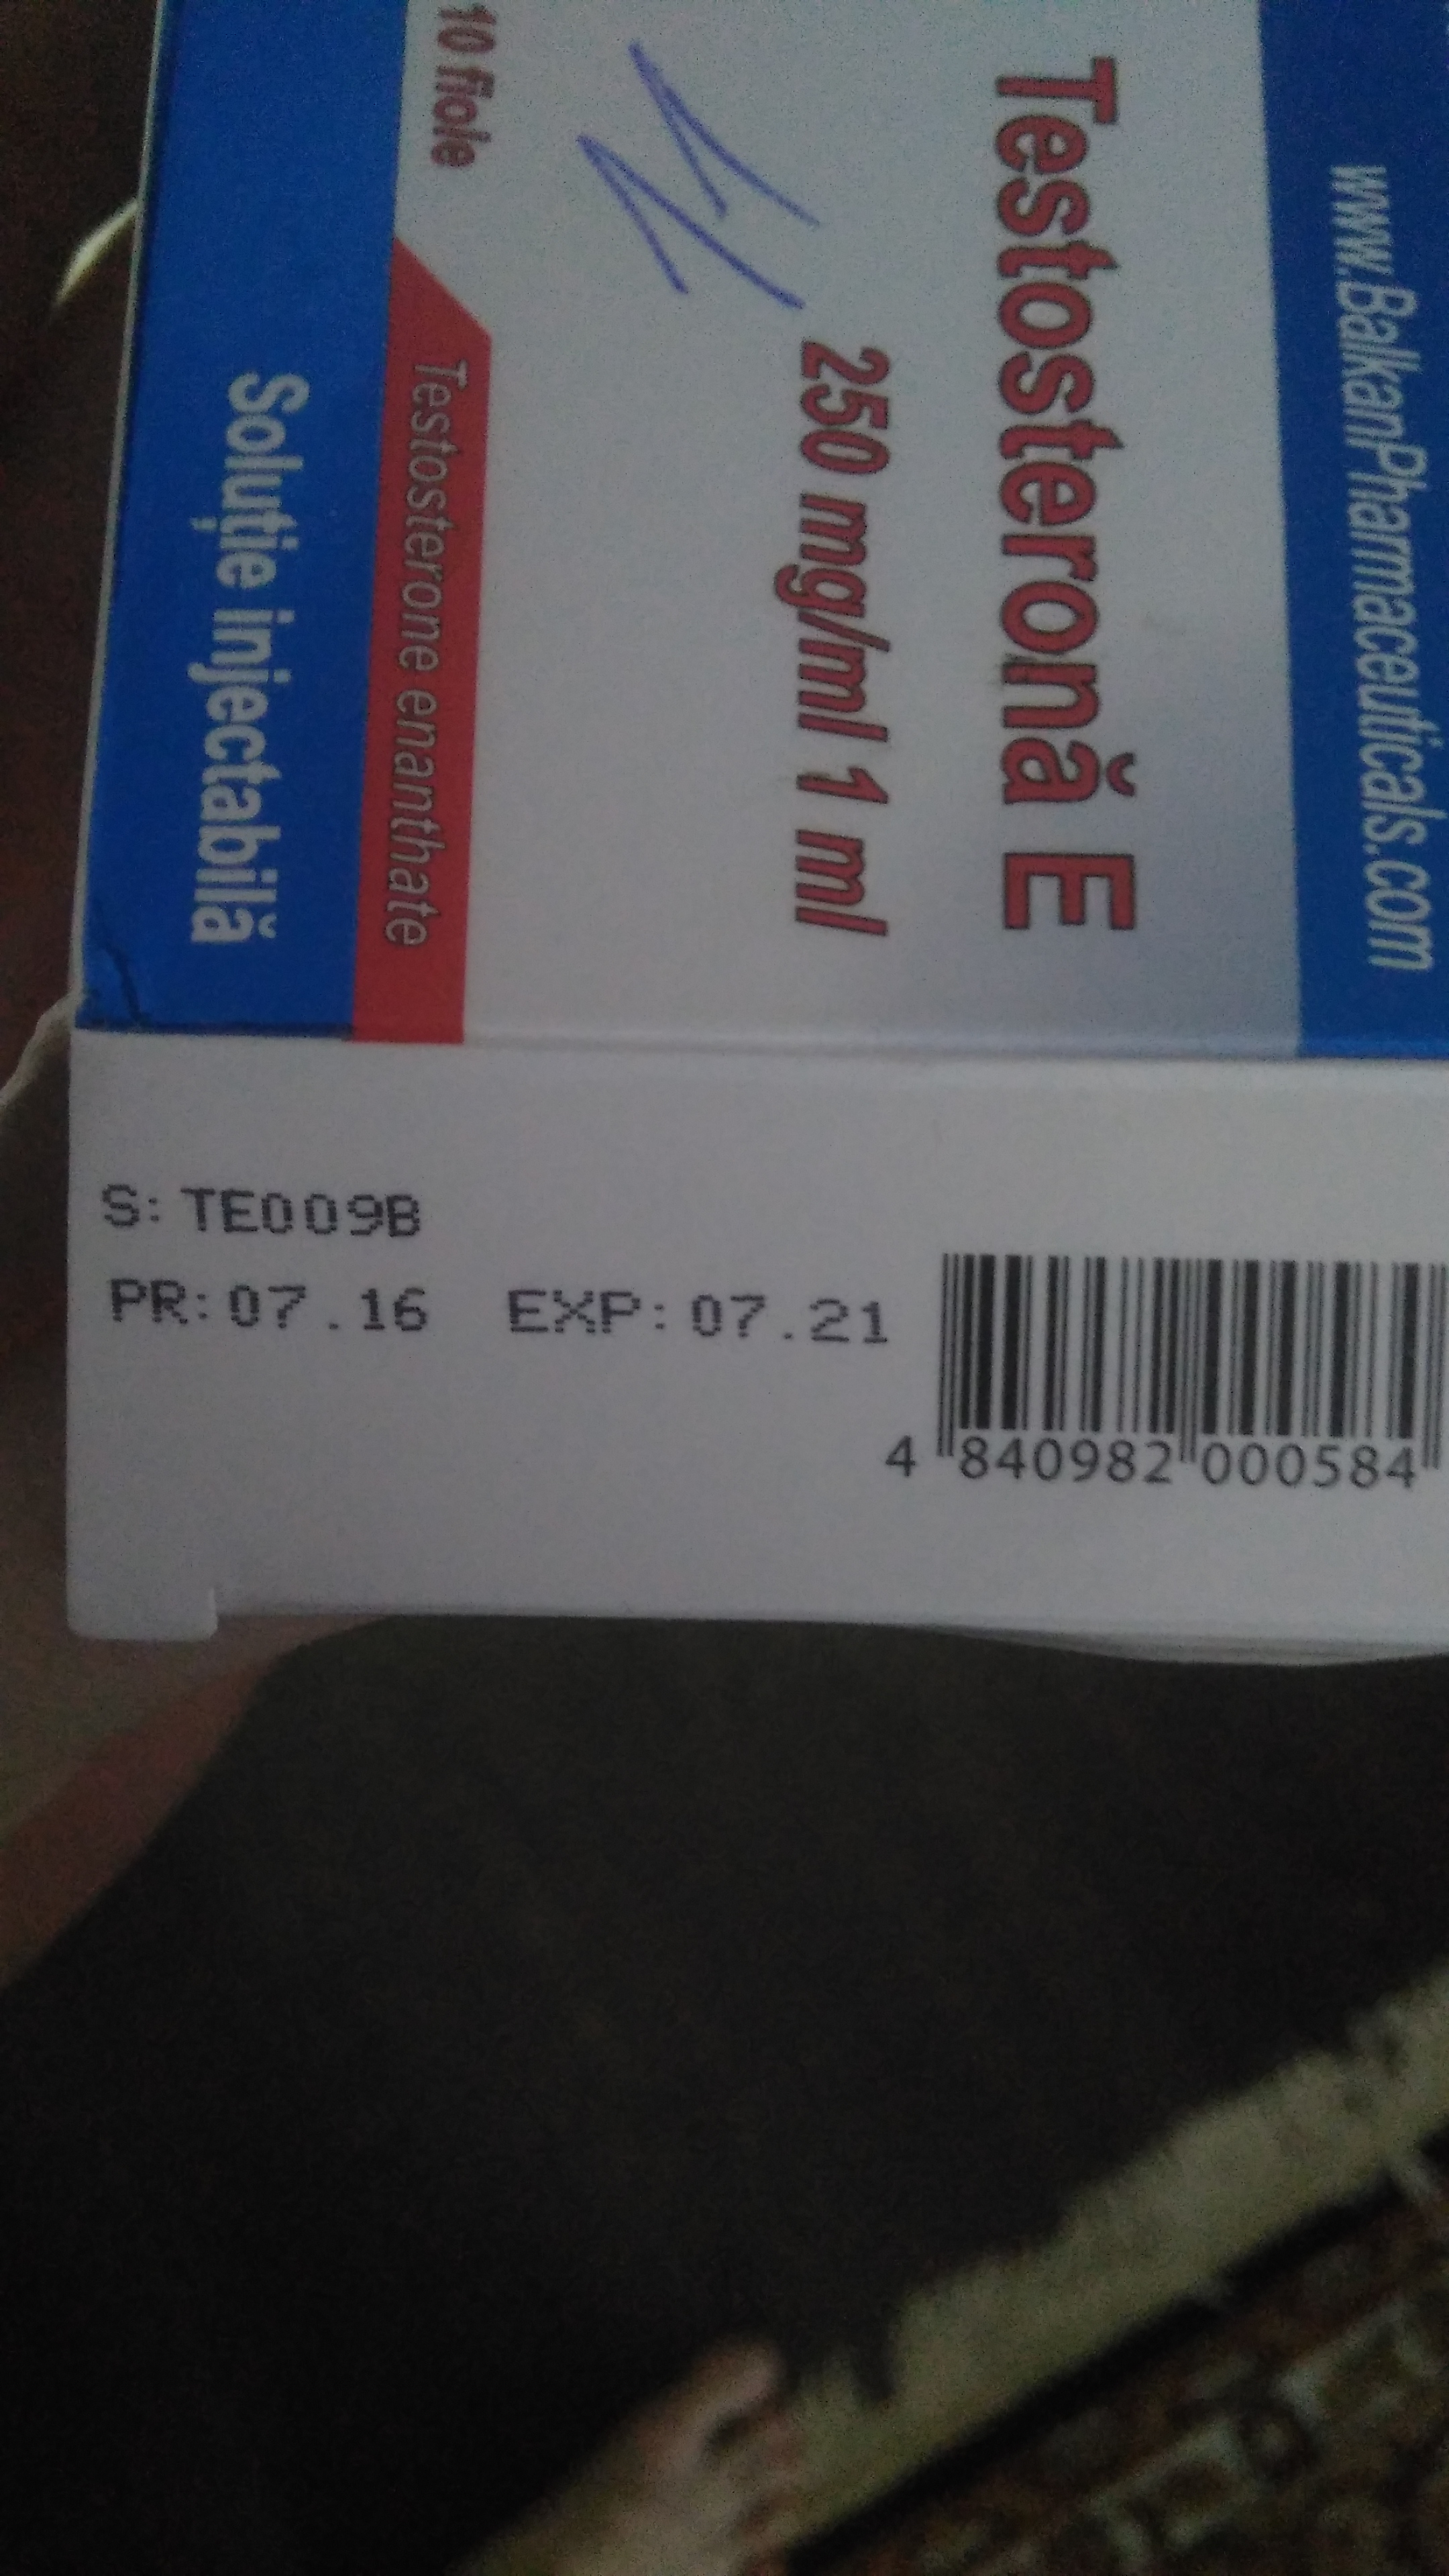 www.BalkanPharmaceuticals.com
Testosteronă E
250 mg/ml 1 ml
11
10 fiole
Testosterone enanthate
Soluție injectabilă
S: TE009B
PR:07.16 EXP:07.21
4 840982 000584